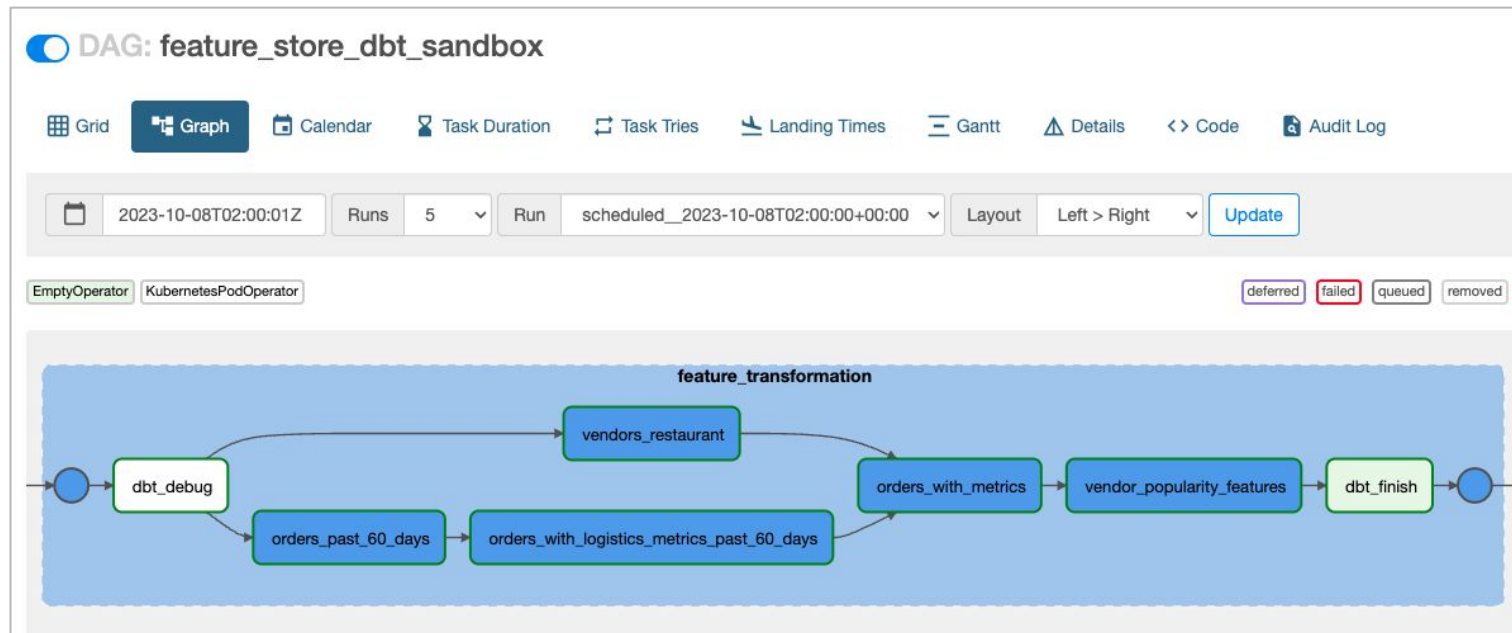 DAG: feature_store_dbt_sandbox
Grid Graph Calendar Task Duration Task Tries Landing Times Gantt Details <> Code Audit Log
2023-10-08T02:00:01Z Runs 5 Run scheduled__2023-10-08T02:00:00+00:00 Layout Left > Right Update
EmptyOperator KubernetesPodOperator deferred failed queued removed
feature_transformation
vendors_restaurant
dbt_debug orders_with_metrics vendor_popularity_features dbt_finish
orders_past_60_days orders_with_logistics_metrics_past_60_days